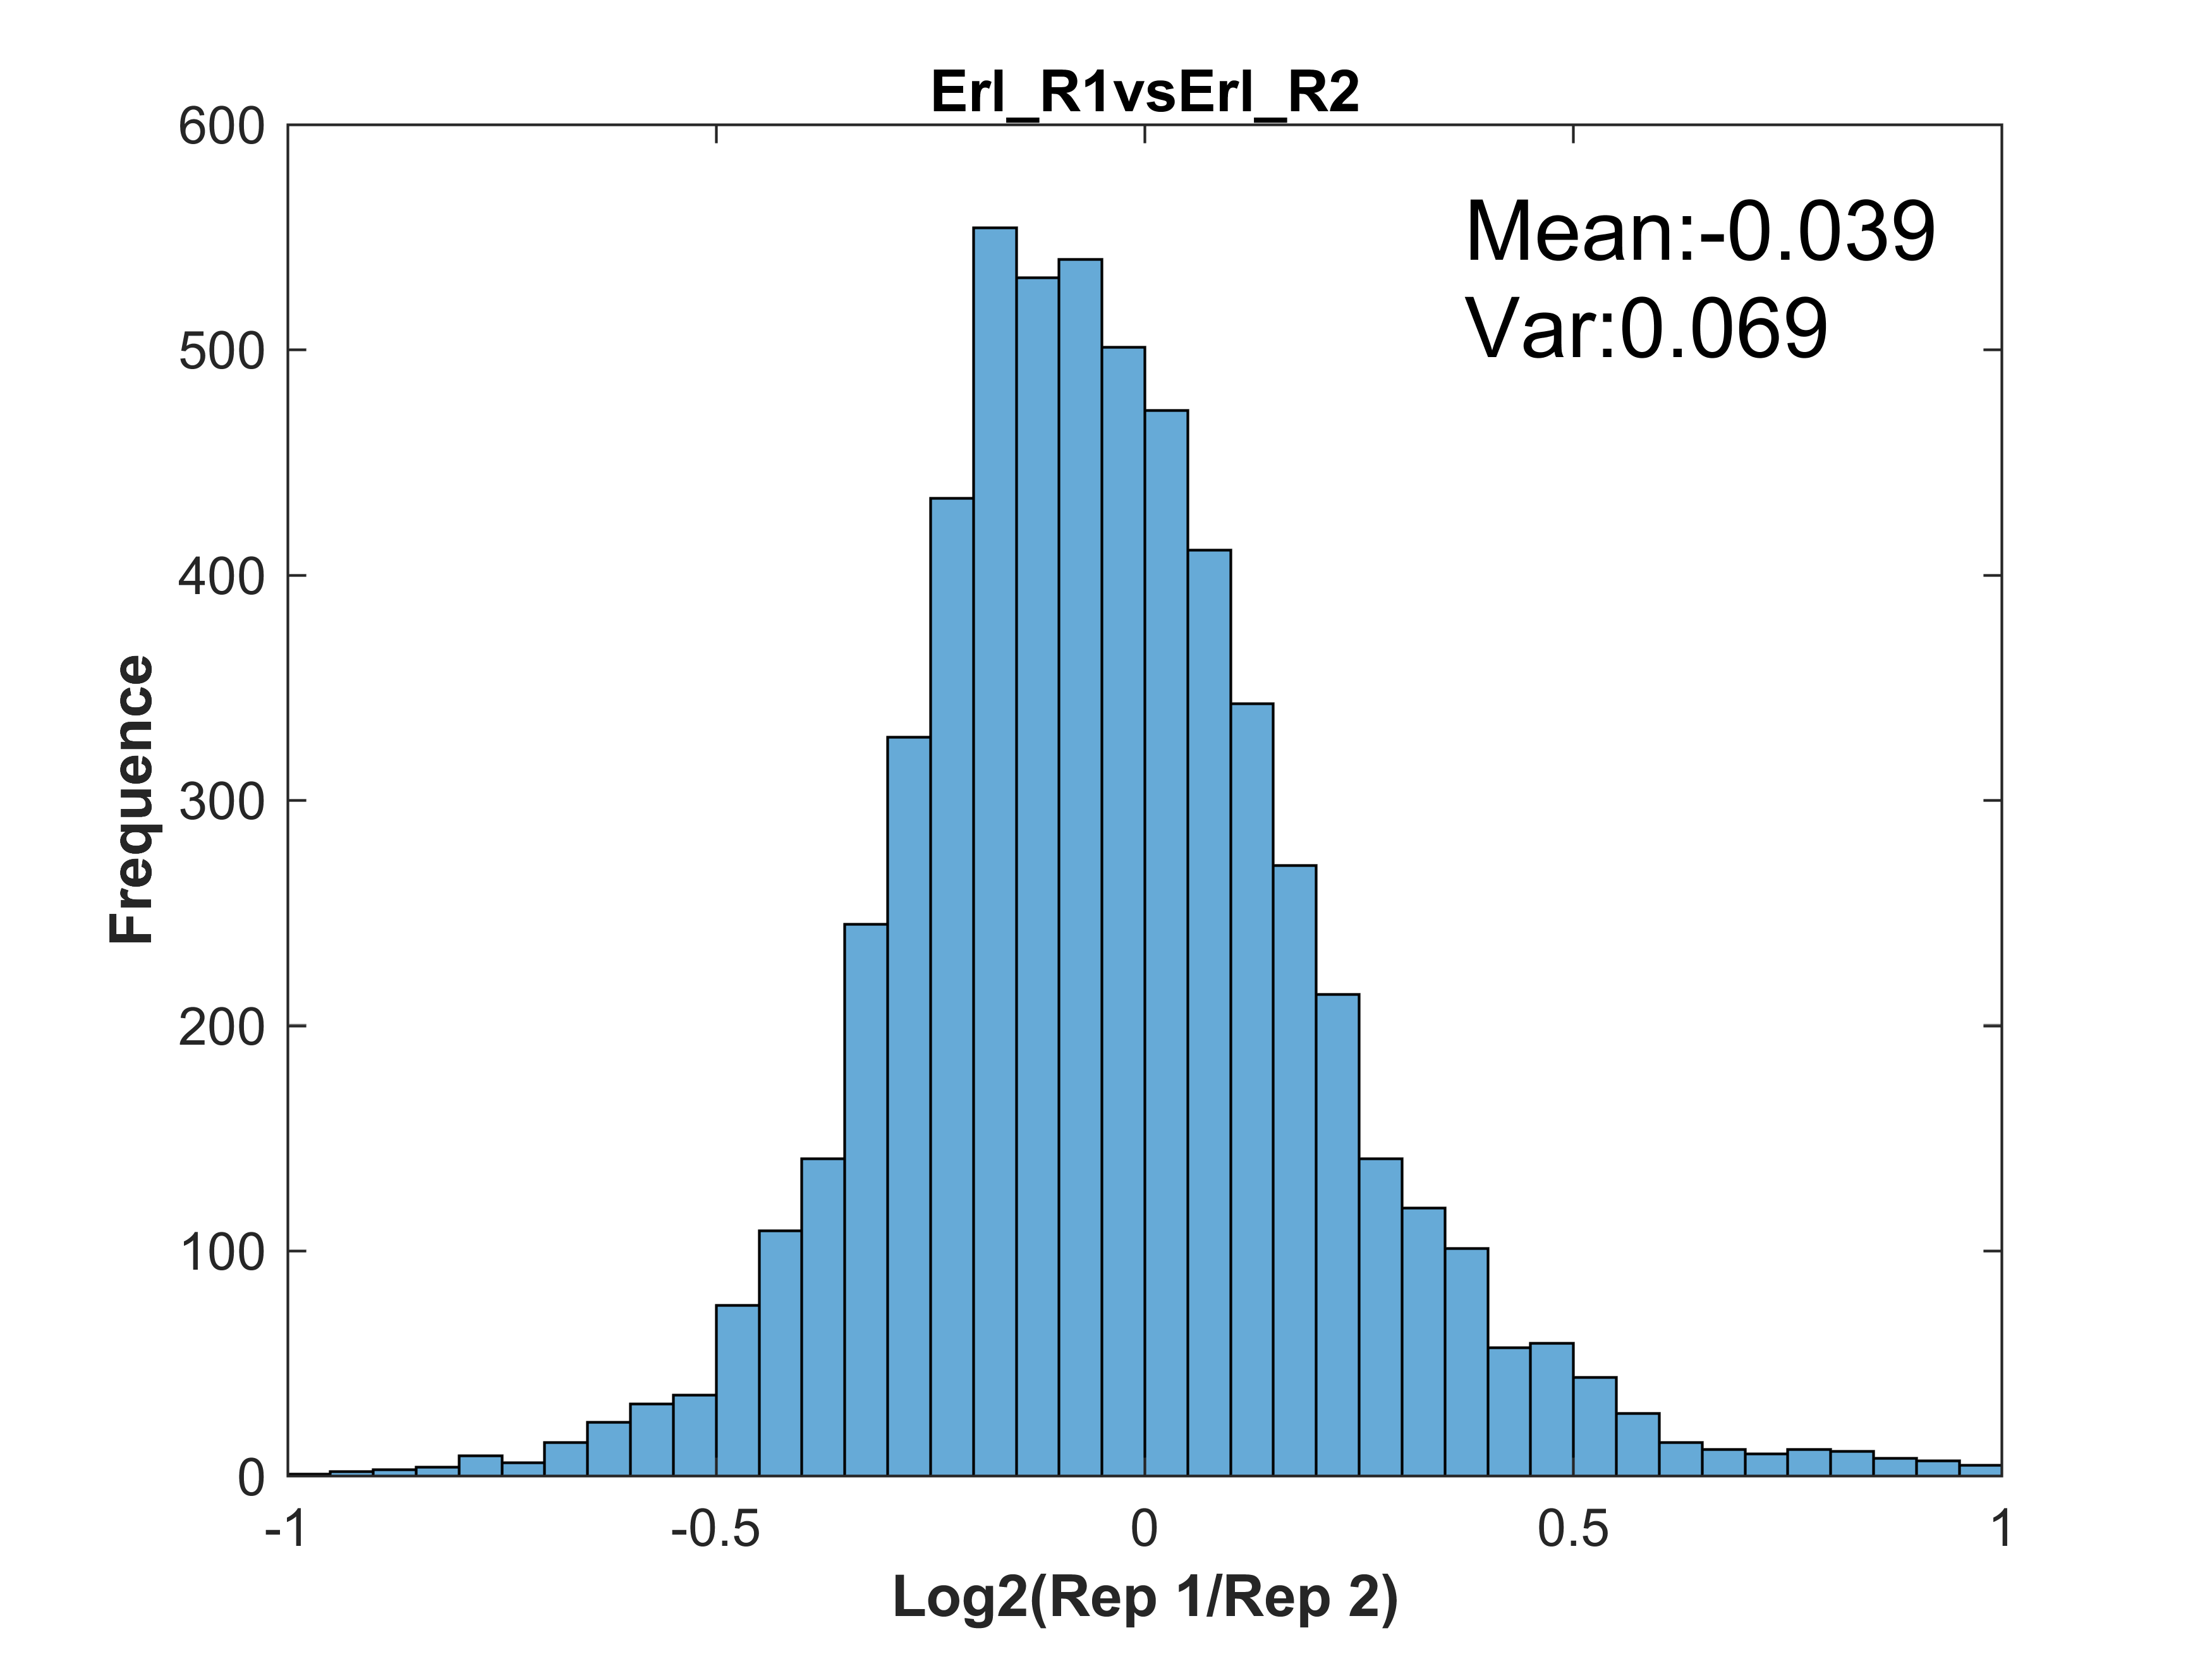 Erl_R1vsErl_R2
Mean:-0.039
Var:0.069
600
500
400
300
200
100
0
Frequence
-1 -0.5 0 0.5 1
Log2(Rep 1/Rep 2)